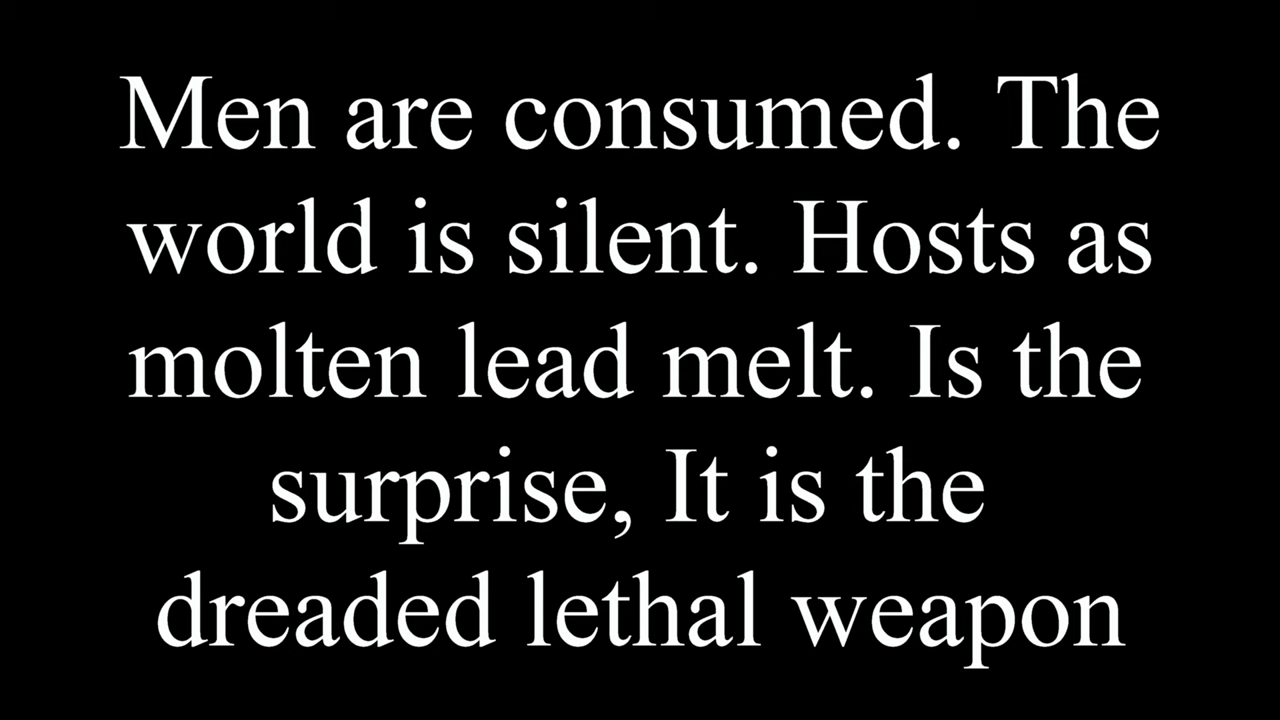 Men are consumed. The
world is silent. Hosts as
molten lead melt. Is the
surprise, It is the
dreaded lethal weapon